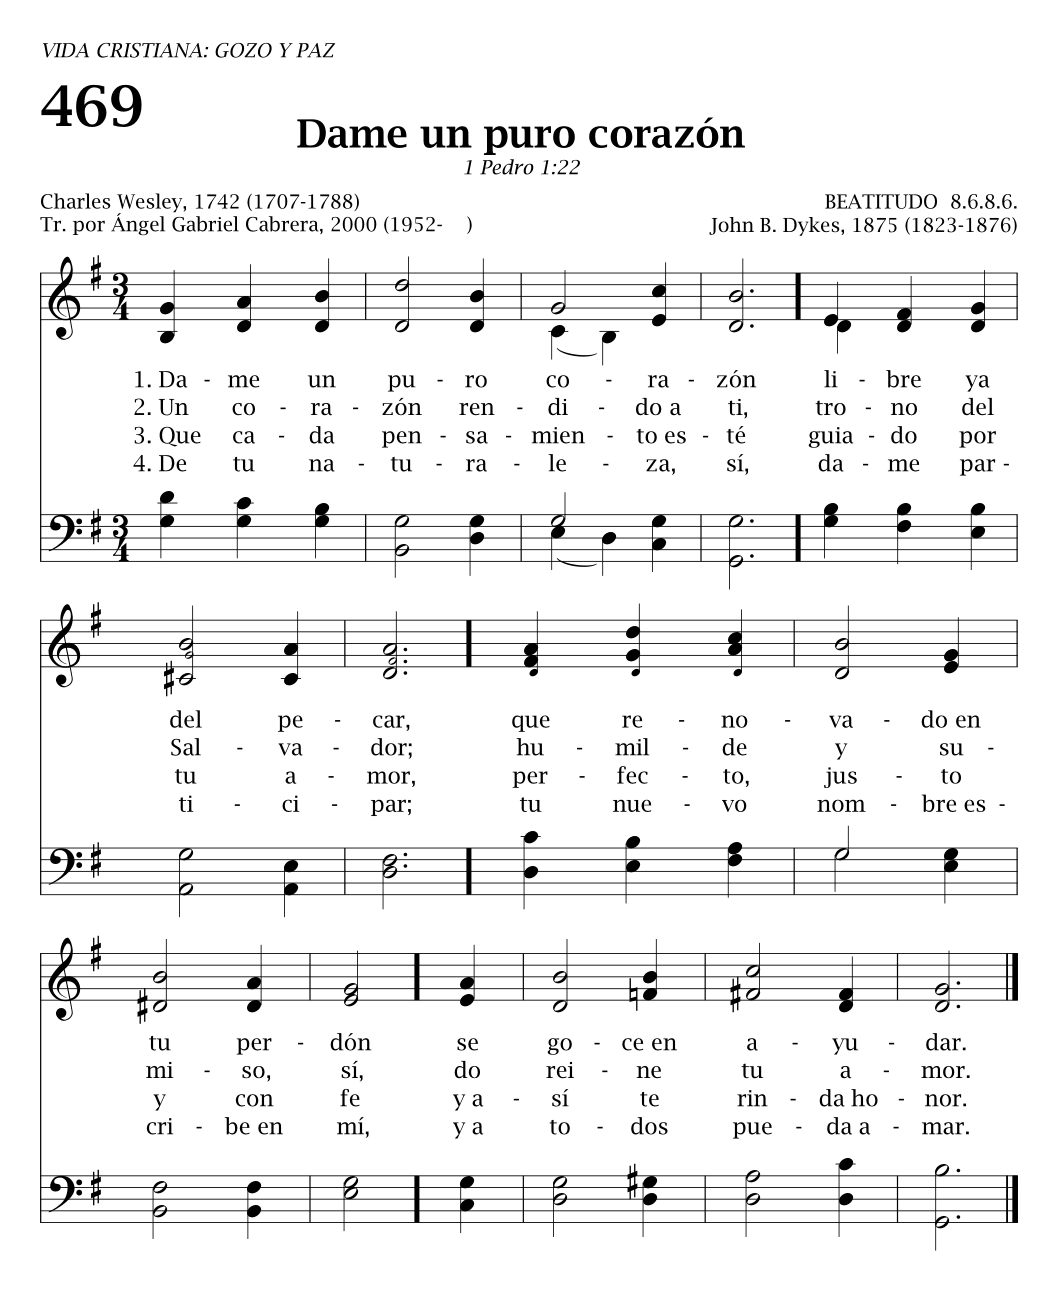 VIDA CRISTIANA: GOZO Y PAZ
469
Dame un puro corazón
1 Pedro 1:22
Charles Wesley, 1742 (1707-1788)
BEATITUDO 8.6.8.6.
Tr. por Ángel Gabriel Cabrera, 2000 (1952- )
John B. Dykes, 1875 (1823-1876)
3
4
1. Da - me un pu - ro co - ra - zón li - bre ya
2. Un co - ra - zón ren - di - do a ti, tro - no del
3. Que ca - da pen - sa - mien - to es - té guia - do por
4. De tu na - tu - ra - le - za, sí, da - me par -
3
4
del pe - car, que re - no - va - do en
Sal - va - dor; hu - mil - de y su -
tu a - mor, per - fec - to, jus - to
ti - ci - par; tu nue - vo nom - bre es -
tu per - dón se go - ce en a - yu - dar.
mi - so, sí, do rei - ne tu a - mor.
y con fe y a - sí te rin - da ho - nor.
cri - be en mí, y a to - dos pue - da a - mar.